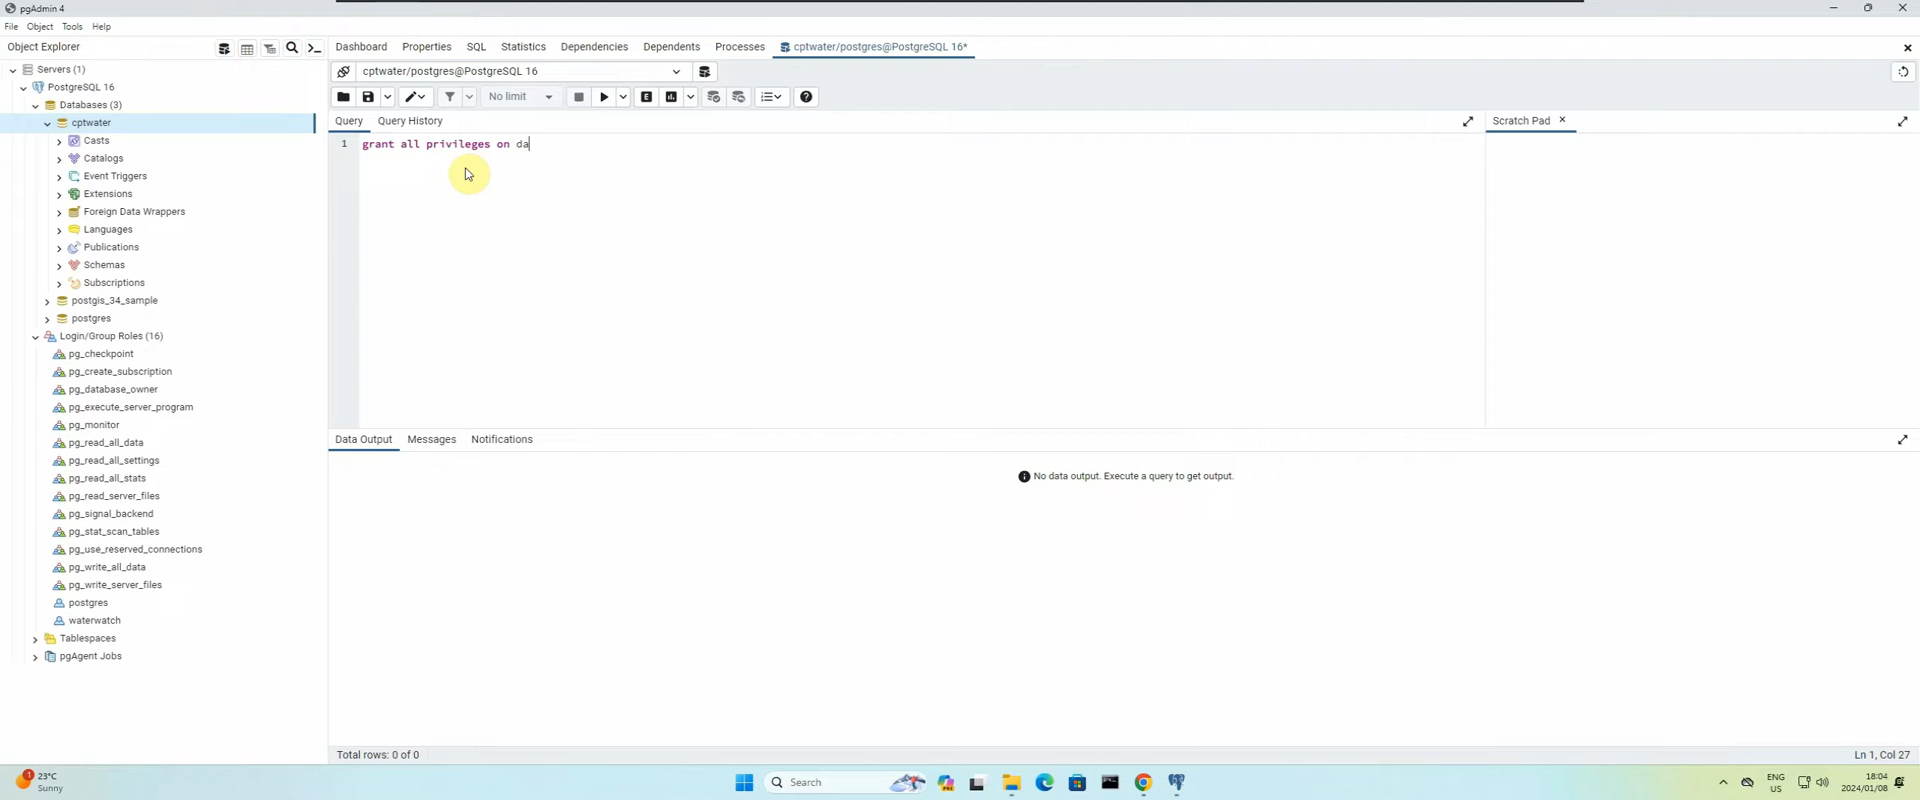 pgAdmin 4
File Object Tools Help
Object Explorer
Dashboard Properties SQL Statistics Dependencies Dependents Processes cptwater/postgres@PostgreSQL 16*
Servers (1)
cptwater/postgres@PostgreSQL 16
PostgreSQL 16
No limit
Databases (3)
Query Query History
Scratch Pad
cptwater
1 grant all privileges on da
Casts
Catalogs
Event Triggers
Extensions
Foreign Data Wrappers
Languages
Publications
Schemas
Subscriptions
postgis_34_sample
postgres
Login/Group Roles (16)
pg_checkpoint
pg_create_subscription
pg_database_owner
pg_execute_server_program
pg_monitor
Data Output Messages Notifications
pg_read_all_data
pg_read_all_settings
No data output. Execute a query to get output.
pg_read_all_stats
pg_read_server_files
pg_signal_backend
pg_stat_scan_tables
pg_use_reserved_connections
pg_write_all_data
pg_write_server_files
postgres
waterwatch
Tablespaces
pgAgent Jobs
Total rows: 0 of 0
Ln 1, Col 27
1
23°C
Sunny
Search
PRE
ENG
US
18:04
2024/01/08